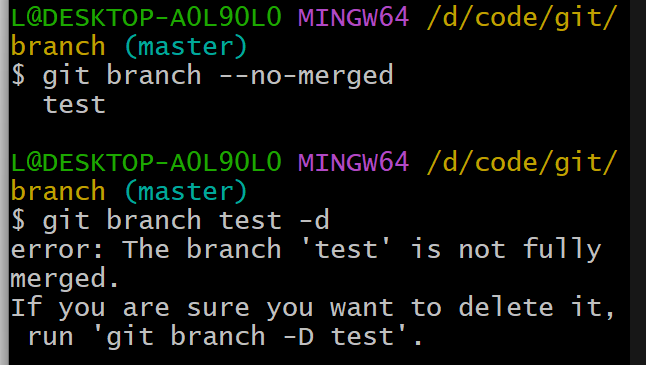 L@DESKTOP-A0L90L0 MINGW64 /d/code/git/
branch (master)
$ git branch --no-merged
  test

L@DESKTOP-A0L90L0 MINGW64 /d/code/git/
branch (master)
$ git branch test -d
error: The branch 'test' is not fully
merged.
If you are sure you want to delete it,
 run 'git branch -D test'.